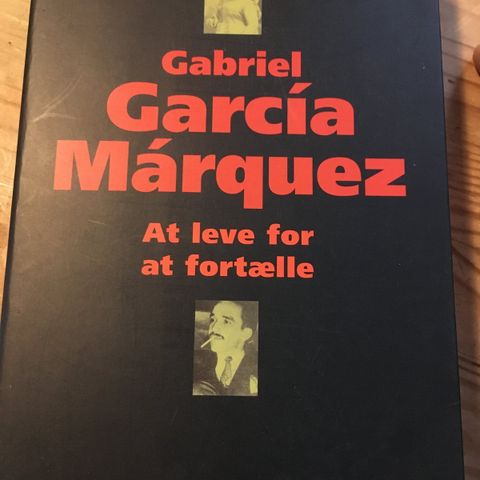 Gabriel
García
Márquez
At leve for
at fortælle